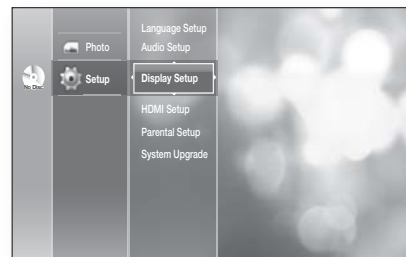 No Disc
Photo
Setup
Language Setup
Audio Setup
Display Setup
HDMI Setup
Parental Setup
System Upgrade